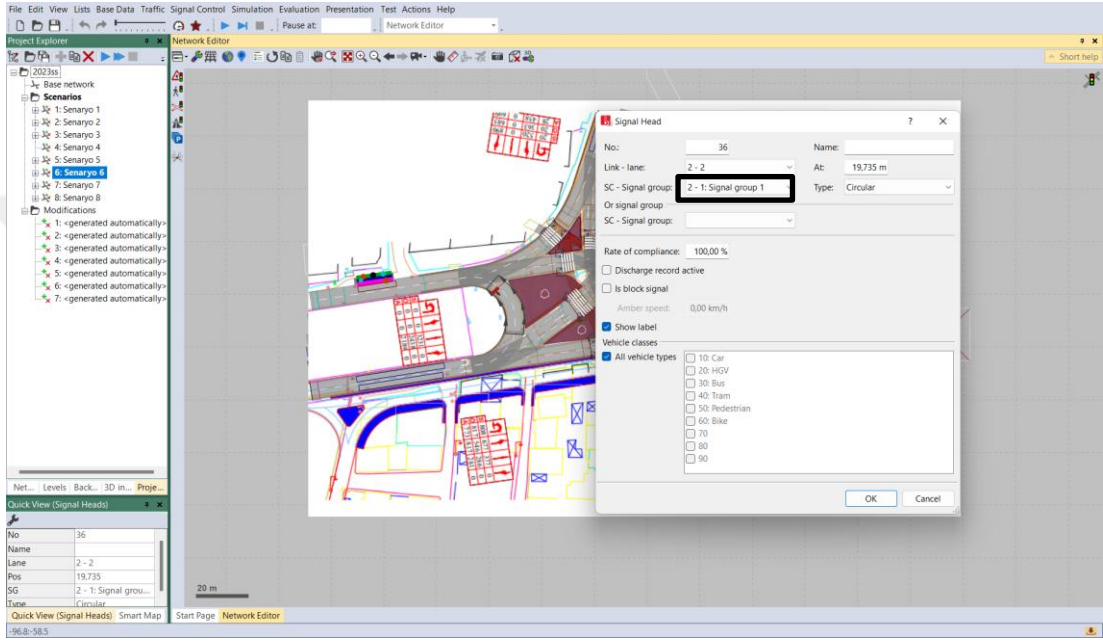 File Edit View Lists Base Data Traffic Signal Control Simulation Evaluation Presentation Test Actions Help
Pause at: Network Editor
Project Explorer
Network Editor
Short help
2023ss
Base network
Scenarios
1: Senaryo 1
2: Senaryo 2
3: Senaryo 3
4: Senaryo 4
5: Senaryo 5
6: Senaryo 6
7: Senaryo 7
8: Senaryo 8
Modifications
1: <generated automatically>
2: <generated automatically>
3: <generated automatically>
4: <generated automatically>
5: <generated automatically>
6: <generated automatically>
7: <generated automatically>
Net... Levels Back... 3D in... Proje...
Quick View (Signal Heads)
No 36
Name
Lane 2 - 2
Pos 19,735
SG 2 - 1: Signal grou...
Type Circular
Quick View (Signal Heads) Smart Map
Start Page Network Editor
-96.8:-58.5
20 m
Signal Head ?
No.: 36 Name:
Link - lane: 2 - 2 At: 19,735 m
SC - Signal group: 2 - 1: Signal group 1 Type: Circular
Or signal group
SC - Signal group:
Rate of compliance: 100,00 %
Discharge record active
Is block signal
Amber speed: 0,00 km/h
Show label
Vehicle classes
All vehicle types
10: Car
20: HGV
30: Bus
40: Tram
50: Pedestrian
60: Bike
70
80
90
OK Cancel